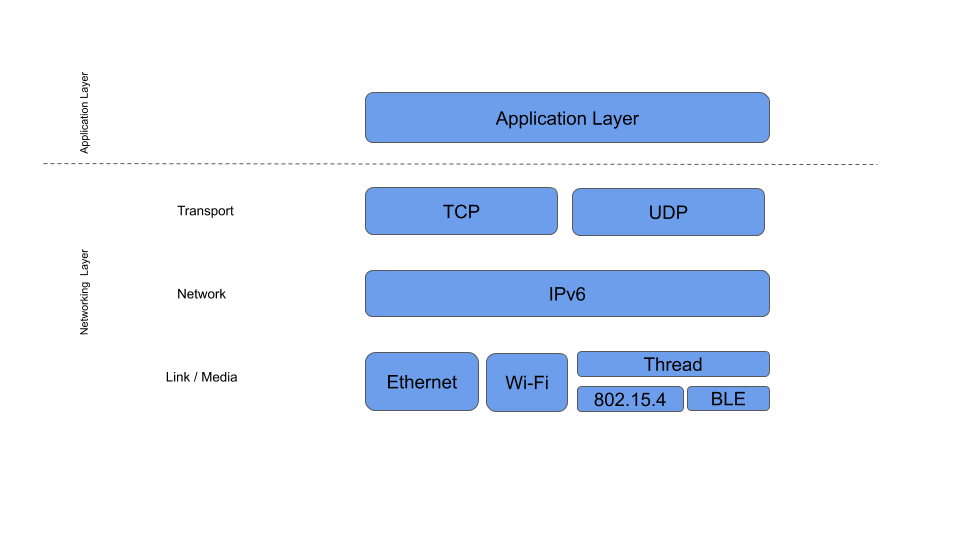 Application Layer
Application Layer
Transport
TCP
UDP
Networking Layer
Network
IPv6
Link / Media
Ethernet
Wi-Fi
Thread
802.15.4
BLE